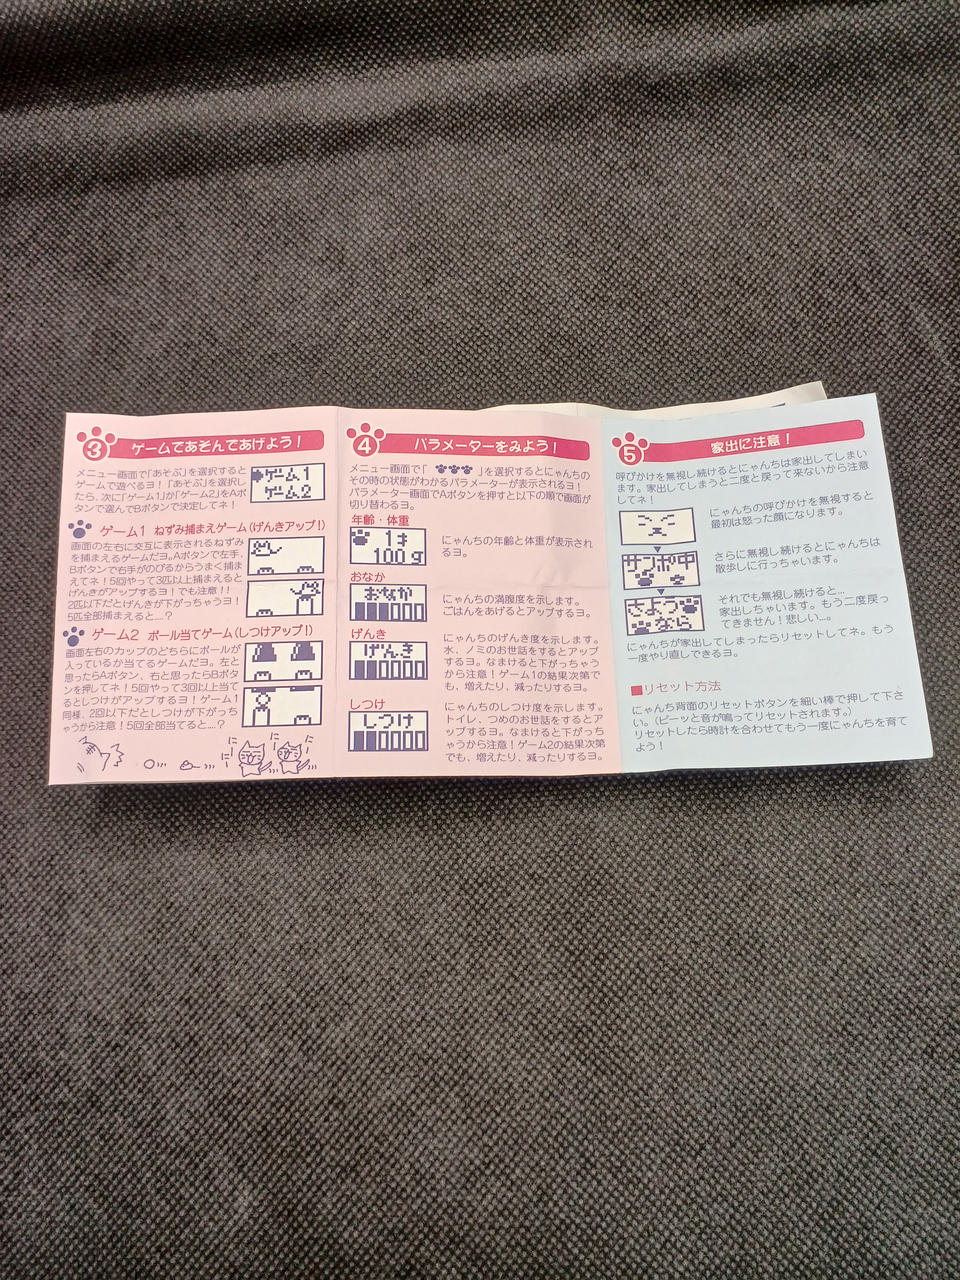 3 ゲームであそんであげよう！
メニュー画面で「あそぶ」を選択すると
ゲームで遊べるヨ！「あそぶ」を選択し
たら、次に「ゲーム1」か「ゲーム2」をAボ
タンで選んでBボタンで決定してネ！
ゲーム1
ゲーム2
ゲーム1 ねずみ捕まえゲーム(げんきアップ!)
画面の左右に交互に表示されるねずみ
を捕まえるゲームだヨ。Aボタンで左手、
Bボタンで右手がのびるからうまく捕ま
えてネ！5回やって3匹以上捕まえると
げんきがアップするヨ！でも注意!!
2匹以下だとげんきが下がっちゃうヨ！
5匹全部捕まえると…？
ゲーム2 ボール当てゲーム(しつけアップ!)
画面左右のカップのどちらにボールが
入っているか当てるゲームだヨ。左と
思ったらAボタン、右と思ったらBボタ
ンを押してネ！5回やって3回以上当て
るとしつけがアップするヨ！ゲーム1
同様、2回以下だとしつけが下がっち
ゃうから注意！5回全部当てると…？
4 パラメーターをみよう！
メニュー画面で「 」を選択するとにゃんちの
その時の状態がわかるパラメーターが表示されるヨ！
パラメーター画面でAボタンを押すと以下の順で画面が
切り替わるヨ。
年齢・体重
1才
100g
にゃんちの年齢と体重が表示され
るヨ。
おなか
おなか
にゃんちの満腹度を示します。
ごはんをあげるとアップするヨ。
げんき
げんき
にゃんちのげんき度を示します。
水、ノミのお世話をするとアップ
するヨ。なまけると下がっちゃう
から注意！ゲーム1の結果次第
でも、増えたり、減ったりするヨ。
しつけ
しつけ
にゃんちのしつけ度を示します。
トイレ、つめのお世話をするとア
ップするヨ。なまけると下がっち
ゃうから注意！ゲーム2の結果次第
でも、増えたり、減ったりするヨ。
5 家出に注意！
呼びかけを無視し続けるとにゃんちは家出してしまい
ます。家出してしまうと二度と戻って来ないから注意
してネ！
にゃんちの呼びかけを無視すると
最初は怒った顔になります。
サンポ中
さらに無視し続けるとにゃんちは
散歩しに行っちゃいます。
さよう
なら
それでも無視し続けると…
家出しちゃいます。もう二度と戻っ
てきません！悲しい…。
にゃんちが家出してしまったらリセットしてネ。もう
一度やり直しできるヨ。
■リセット方法
にゃんち背面のリセットボタンを細い棒で押して下さ
い。(ピーッと音が鳴ってリセットされます。)
リセットしたら時計を合わせてもう一度にゃんちを育て
よう！